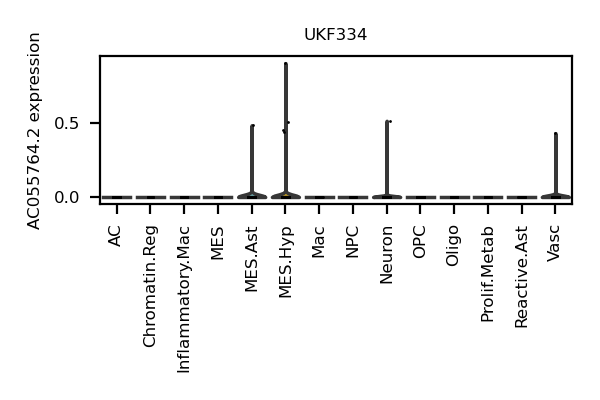 UKF334
AC055764.2 expression
0.5
0.0
AC
Chromatin.Reg
Inflammatory.Mac
MES
MES.Ast
MES.Hyp
Mac
NPC
Neuron
OPC
Oligo
Prolif.Metab
Reactive.Ast
Vasc